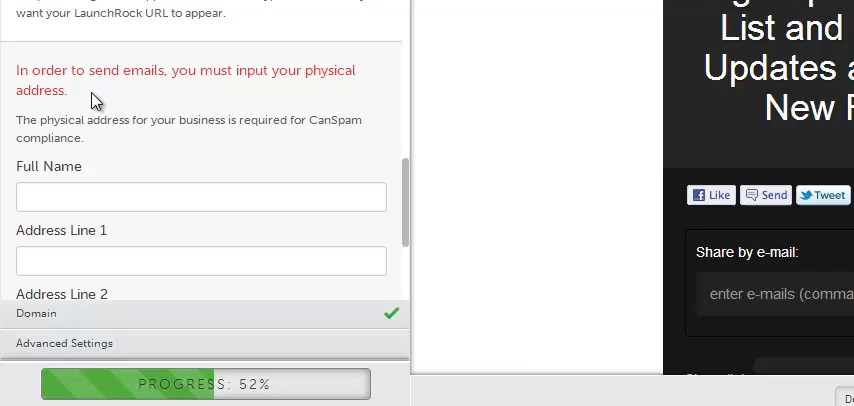 want your LaunchRock URL to appear.
In order to send emails, you must input your physical
address.
The physical address for your business is required for CanSpam
compliance.
Full Name
Address Line 1
Address Line 2
Domain
Advanced Settings
PROGRESS: 52%
List and
Updates
New
Like
Send
Tweet
Share by e-mail:
enter e-mails (comma